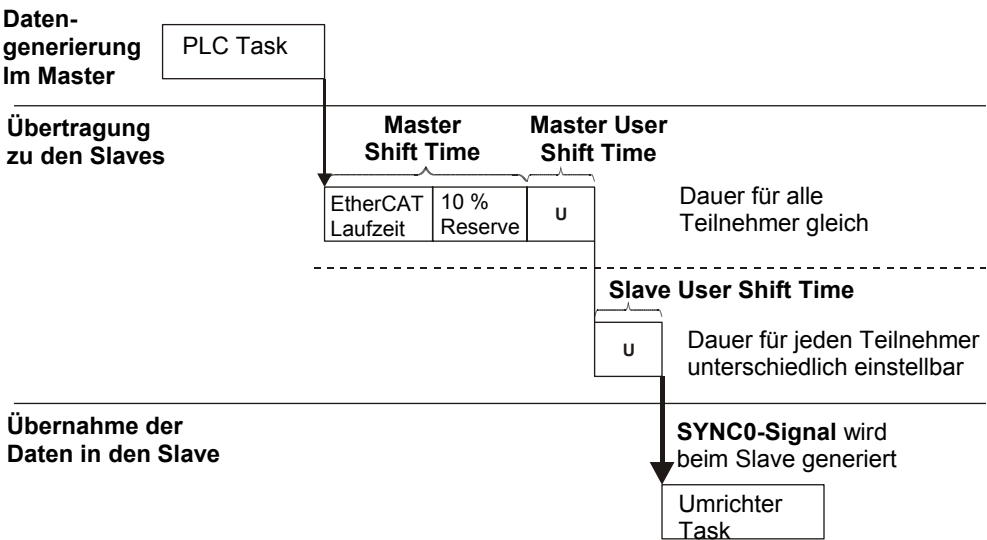 Daten-
generierung
Im Master
PLC Task
Übertragung
zu den Slaves
Master
Shift Time
Master User
Shift Time
EtherCAT
Laufzeit
10 %
Reserve
U
Dauer für alle
Teilnehmer gleich
Slave User Shift Time
U
Dauer für jeden Teilnehmer
unterschiedlich einstellbar
Übernahme der
Daten in den Slave
SYNC0-Signal wird
beim Slave generiert
Umrichter
Task